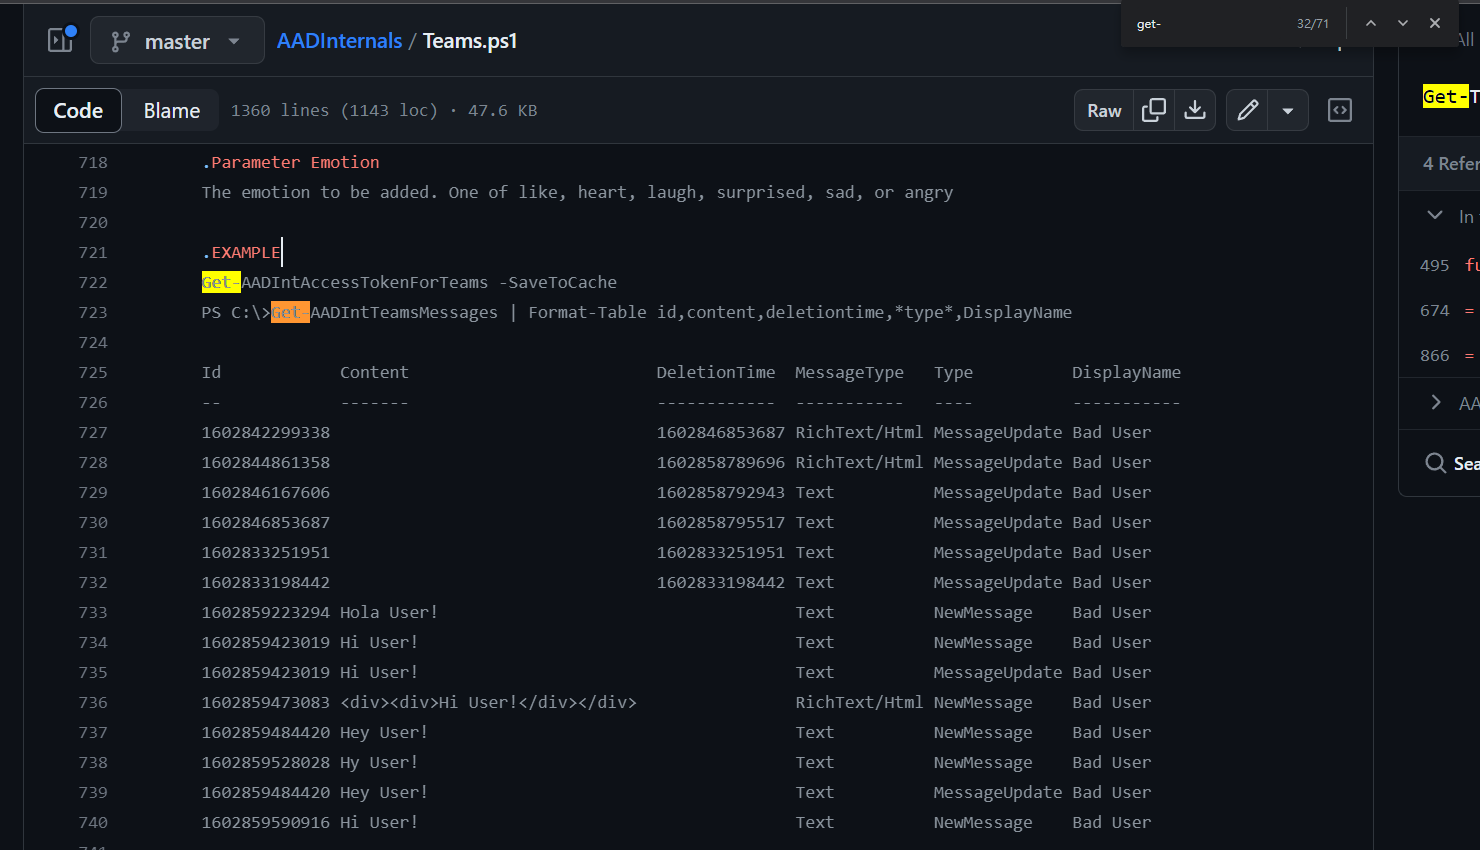 get- 32/71
master AADInternals / Teams.ps1 All
Code Blame 1360 lines (1143 loc) · 47.6 KB Raw
Get-T
718 .Parameter Emotion
4 Refer
719 The emotion to be added. One of like, heart, laugh, surprised, sad, or angry
720
In
721 .EXAMPLE
495 fu
722 Get-AADIntAccessTokenForTeams -SaveToCache
723 PS C:\>Get-AADIntTeamsMessages | Format-Table id,content,deletiontime,*type*,DisplayName
674 =
724
866 =
725 Id Content DeletionTime MessageType Type DisplayName
726 -- ------- ------------ ----------- ---- -----------
AA
727 1602842299338 1602846853687 RichText/Html MessageUpdate Bad User
728 1602844861358 1602858789696 RichText/Html MessageUpdate Bad User
Sea
729 1602846167606 1602858792943 Text MessageUpdate Bad User
730 1602846853687 1602858795517 Text MessageUpdate Bad User
731 1602833251951 1602833251951 Text MessageUpdate Bad User
732 1602833198442 1602833198442 Text MessageUpdate Bad User
733 1602859223294 Hola User! Text NewMessage Bad User
734 1602859423019 Hi User! Text NewMessage Bad User
735 1602859423019 Hi User! Text MessageUpdate Bad User
736 1602859473083 <div><div>Hi User!</div></div> RichText/Html NewMessage Bad User
737 1602859484420 Hey User! Text NewMessage Bad User
738 1602859528028 Hy User! Text NewMessage Bad User
739 1602859484420 Hey User! Text MessageUpdate Bad User
740 1602859590916 Hi User! Text NewMessage Bad User